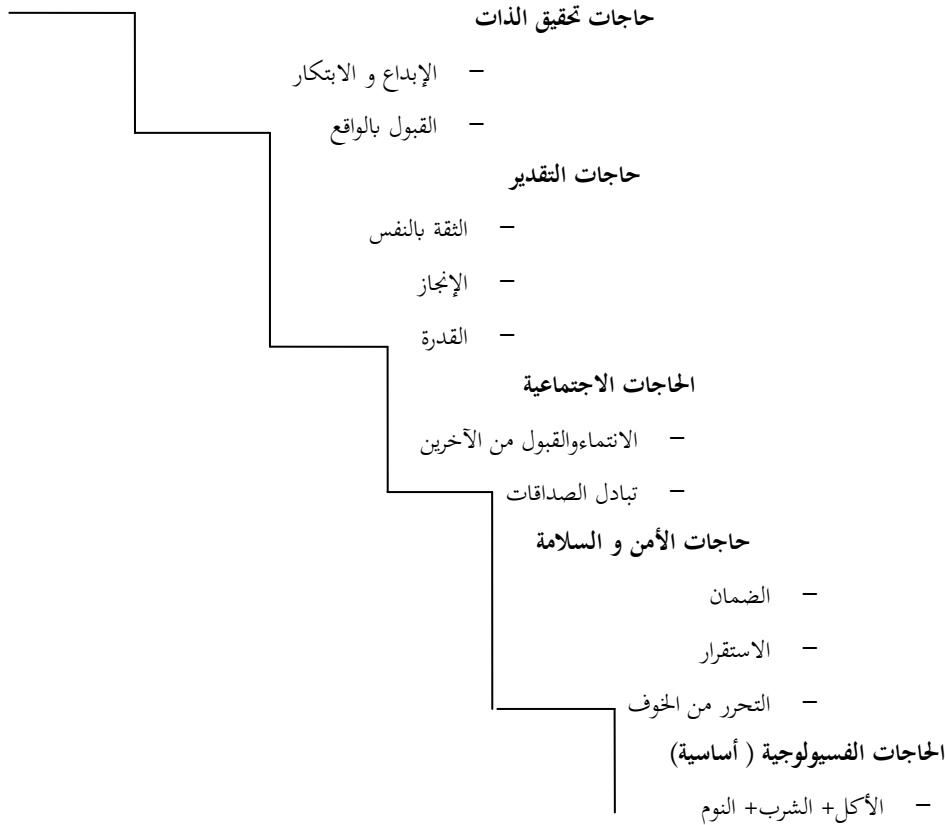 حاجات تحقيق الذات
– الإبداع و الابتكار
– القبول بالواقع
حاجات التقدير
– الثقة بالنفس
– الإنجاز
– القدرة
الحاجات الاجتماعية
– الانتماءوالقبول من الآخرين
– تبادل الصداقات
حاجات الأمن و السلامة
– الضمان
– الاستقرار
– التحرر من الخوف
الحاجات الفسيولوجية ( أساسية)
– الأكل+ الشرب+ النوم